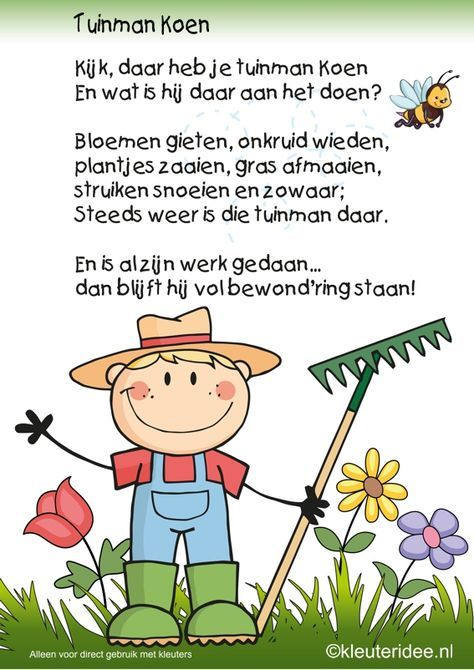 Tuinman Koen
Kijk, daar heb je tuinman Koen
En wat is hij daar aan het doen?
Bloemen gieten, onkruid wieden,
plantjes zaaien, gras afmaaien,
struiken snoeien en zowaar;
Steeds weer is die tuinman daar.
En is al zijn werk gedaan...
dan blijft hij vol bewond'ring staan!
Alleen voor direct gebruik met kleuters
©kleuteridee.nl